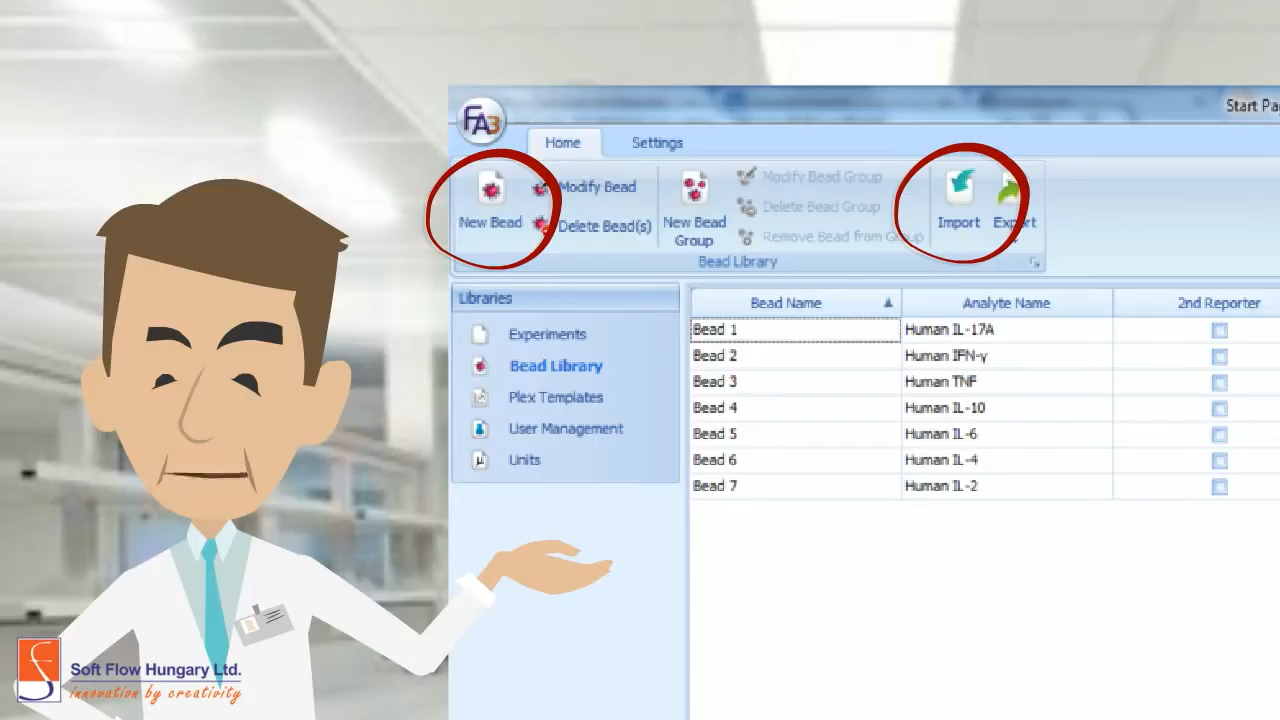 FA3
Start Pa
Home
Settings
New Bead
Modify Bead
Delete Bead(s)
New Bead
Group
Modify Bead Group
Delete Bead Group
Remove Bead from Group
Import
Export
Bead Library
Libraries
Experiments
Bead Library
Plex Templates
User Management
µ
Units
Bead Name
Analyte Name
2nd Reporter
Bead 1 Human IL-17A
Bead 2 Human IFN-γ
Bead 3 Human TNF
Bead 4 Human IL-10
Bead 5 Human IL-6
Bead 6 Human IL-4
Bead 7 Human IL-2
Soft Flow Hungary Ltd.
innovation by creativity